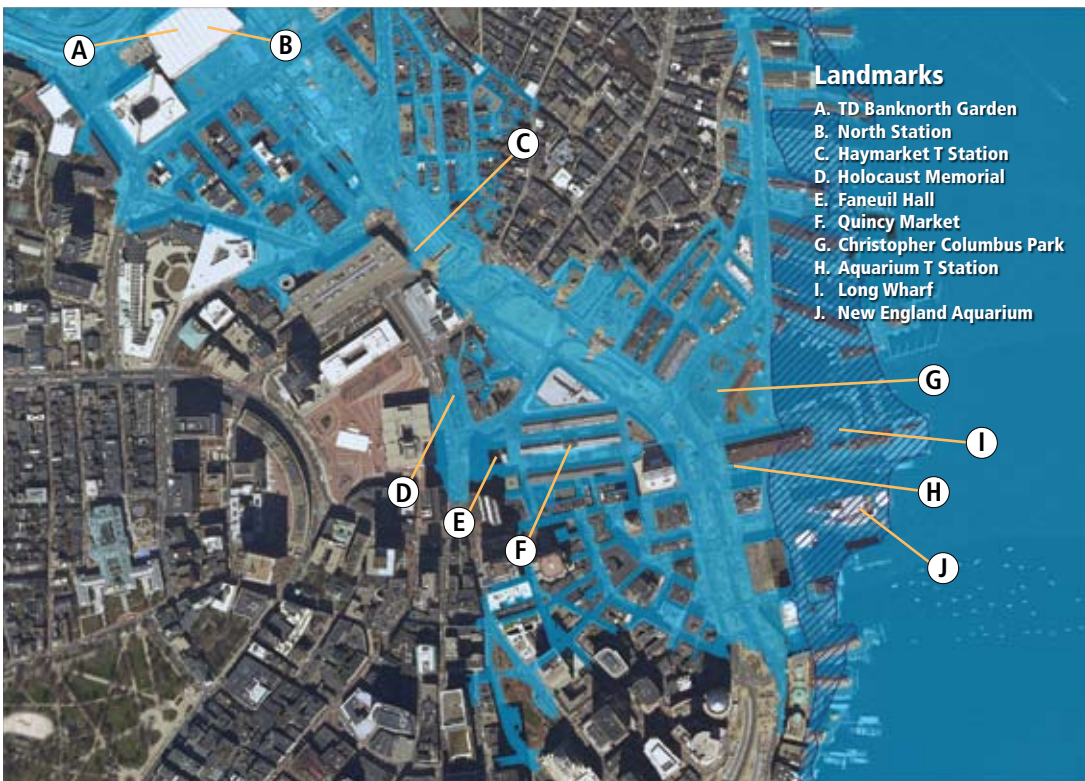 Landmarks
A. TD Banknorth Garden
B. North Station
C. Haymarket T Station
D. Holocaust Memorial
E. Faneuil Hall
F. Quincy Market
G. Christopher Columbus Park
H. Aquarium T Station
I. Long Wharf
J. New England Aquarium
A
B
C
G
I
D
H
E
F
J